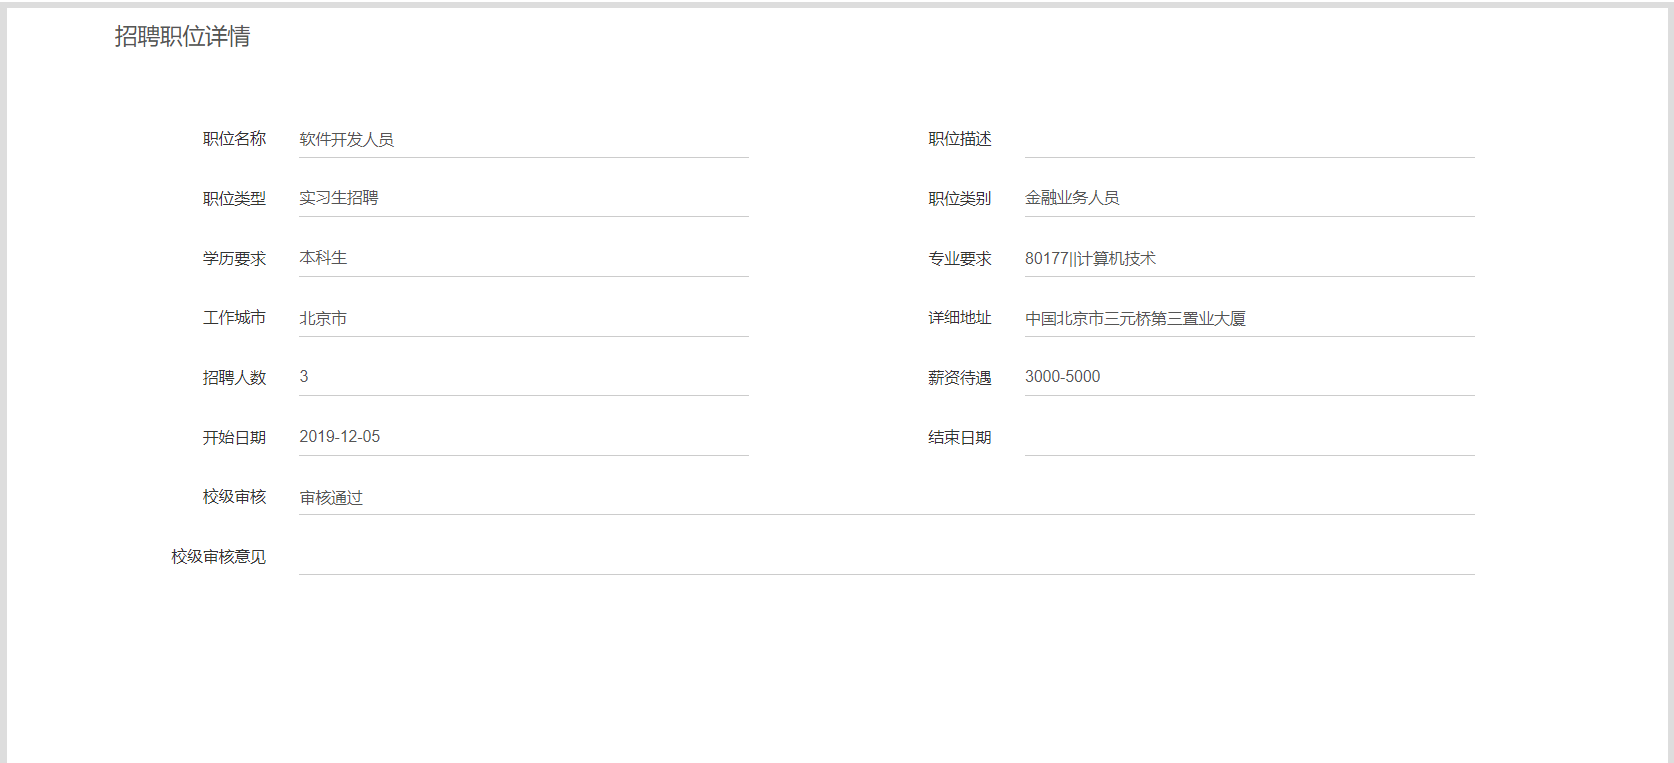 招聘职位详情
职位名称 软件开发人员 职位描述
职位类型 实习生招聘 职位类别 金融业务人员
学历要求 本科生 专业要求 80177||计算机技术
工作城市 北京市 详细地址 中国北京市三元桥第三置业大厦
招聘人数 3 薪资待遇 3000-5000
开始日期 2019-12-05 结束日期
校级审核 审核通过
校级审核意见